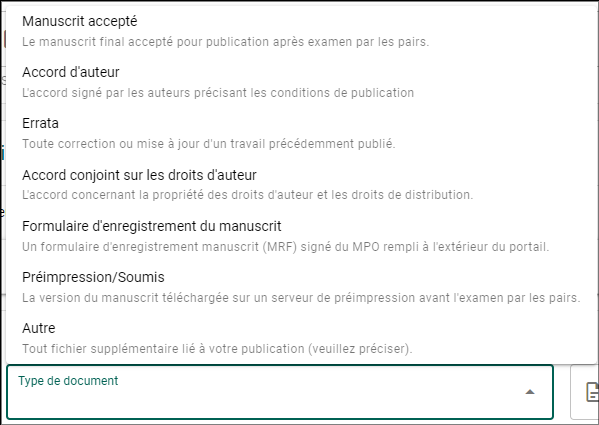 Manuscrit accepté
Le manuscrit final accepté pour publication après examen par les pairs.
Accord d'auteur
L'accord signé par les auteurs précisant les conditions de publication
Errata
Toute correction ou mise à jour d'un travail précédemment publié.
Accord conjoint sur les droits d'auteur
L'accord concernant la propriété des droits d'auteur et les droits de distribution.
Formulaire d'enregistrement du manuscrit
Un formulaire d'enregistrement manuscrit (MRF) signé du MPO rempli à l'extérieur du portail.
Préimpression/Soumis
La version du manuscrit téléchargée sur un serveur de préimpression avant l'examen par les pairs.
Autre
Tout fichier supplémentaire lié à votre publication (veuillez préciser).
Type de document